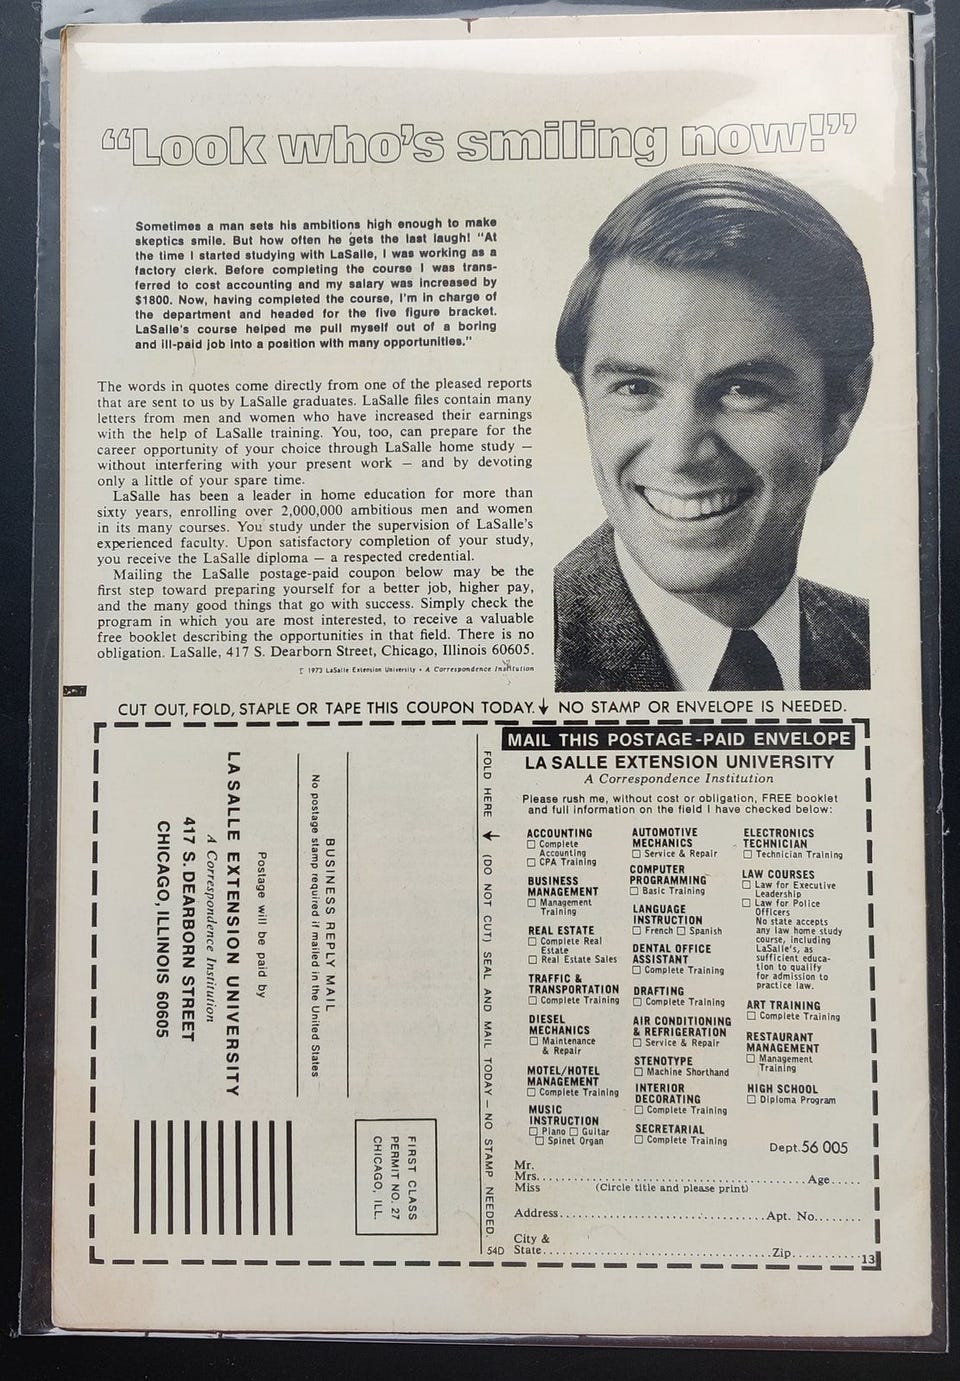 “Look who’s smiling now!”
Sometimes a man sets his ambitions high enough to make
skeptics smile. But how often he gets the last laugh! “At
the time I started studying with LaSalle, I was working as a
factory clerk. Before completing the course I was trans-
ferred to cost accounting and my salary was increased by
$1800. Now, having completed the course, I’m in charge of
the department and headed for the five figure bracket.
LaSalle’s course helped me pull myself out of a boring
and ill-paid job into a position with many opportunities.”
The words in quotes come directly from one of the pleased reports
that are sent to us by LaSalle graduates. LaSalle files contain many
letters from men and women who have increased their earnings
with the help of LaSalle training. You, too, can prepare for the
career opportunity of your choice through LaSalle home study —
without interfering with your present work — and by devoting
only a little of your spare time.
LaSalle has been a leader in home education for more than
sixty years, enrolling over 2,000,000 ambitious men and women
in its many courses. You study under the supervision of LaSalle’s
experienced faculty. Upon satisfactory completion of your study,
you receive the LaSalle diploma — a respected credential.
Mailing the LaSalle postage-paid coupon below may be the
first step toward preparing yourself for a better job, higher pay,
and the many good things that go with success. Simply check the
program in which you are most interested, to receive a valuable
free booklet describing the opportunities in that field. There is no
obligation. LaSalle, 417 S. Dearborn Street, Chicago, Illinois 60605.
© 1973 LaSalle Extension University • A Correspondence Institution
CUT OUT, FOLD, STAPLE OR TAPE THIS COUPON TODAY. ↓ NO STAMP OR ENVELOPE IS NEEDED.
FIRST CLASS
PERMIT NO. 27
CHICAGO, ILL.
BUSINESS REPLY MAIL
No postage stamp required if mailed in the United States
Postage will be paid by
LA SALLE EXTENSION UNIVERSITY
A Correspondence Institution
417 S. DEARBORN STREET
CHICAGO, ILLINOIS 60605
FOLD HERE (DO NOT CUT) SEAL AND MAIL TODAY — NO STAMP NEEDED.
54D
MAIL THIS POSTAGE-PAID ENVELOPE
LA SALLE EXTENSION UNIVERSITY
A Correspondence Institution
Please rush me, without cost or obligation, FREE booklet
and full information on the field I have checked below:
ACCOUNTING
☐ Complete
Accounting
☐ CPA Training
BUSINESS
MANAGEMENT
☐ Management
Training
REAL ESTATE
☐ Complete Real
Estate
☐ Real Estate Sales
TRAFFIC &
TRANSPORTATION
☐ Complete Training
DIESEL
MECHANICS
☐ Maintenance
& Repair
MOTEL/HOTEL
MANAGEMENT
☐ Complete Training
MUSIC
INSTRUCTION
☐ Piano ☐ Guitar
☐ Spinet Organ
AUTOMOTIVE
MECHANICS
☐ Service & Repair
COMPUTER
PROGRAMMING
☐ Basic Training
LANGUAGE
INSTRUCTION
☐ French ☐ Spanish
DENTAL OFFICE
ASSISTANT
☐ Complete Training
DRAFTING
☐ Complete Training
AIR CONDITIONING
& REFRIGERATION
☐ Service & Repair
STENOTYPE
☐ Machine Shorthand
INTERIOR
DECORATING
☐ Complete Training
SECRETARIAL
☐ Complete Training
ELECTRONICS
TECHNICIAN
☐ Technician Training
LAW COURSES
☐ Law for Executive
Leadership
☐ Law for Police
Officers
No state accepts
any law home study
course, including
LaSalle’s, as
sufficient educa-
tion to qualify
for admission to
practice law.
ART TRAINING
☐ Complete Training
RESTAURANT
MANAGEMENT
☐ Management
Training
HIGH SCHOOL
☐ Diploma Program
Dept. 56 005
Mr.
Mrs. Age
Miss (Circle title and please print)
Address Apt. No.
City &
State Zip
13